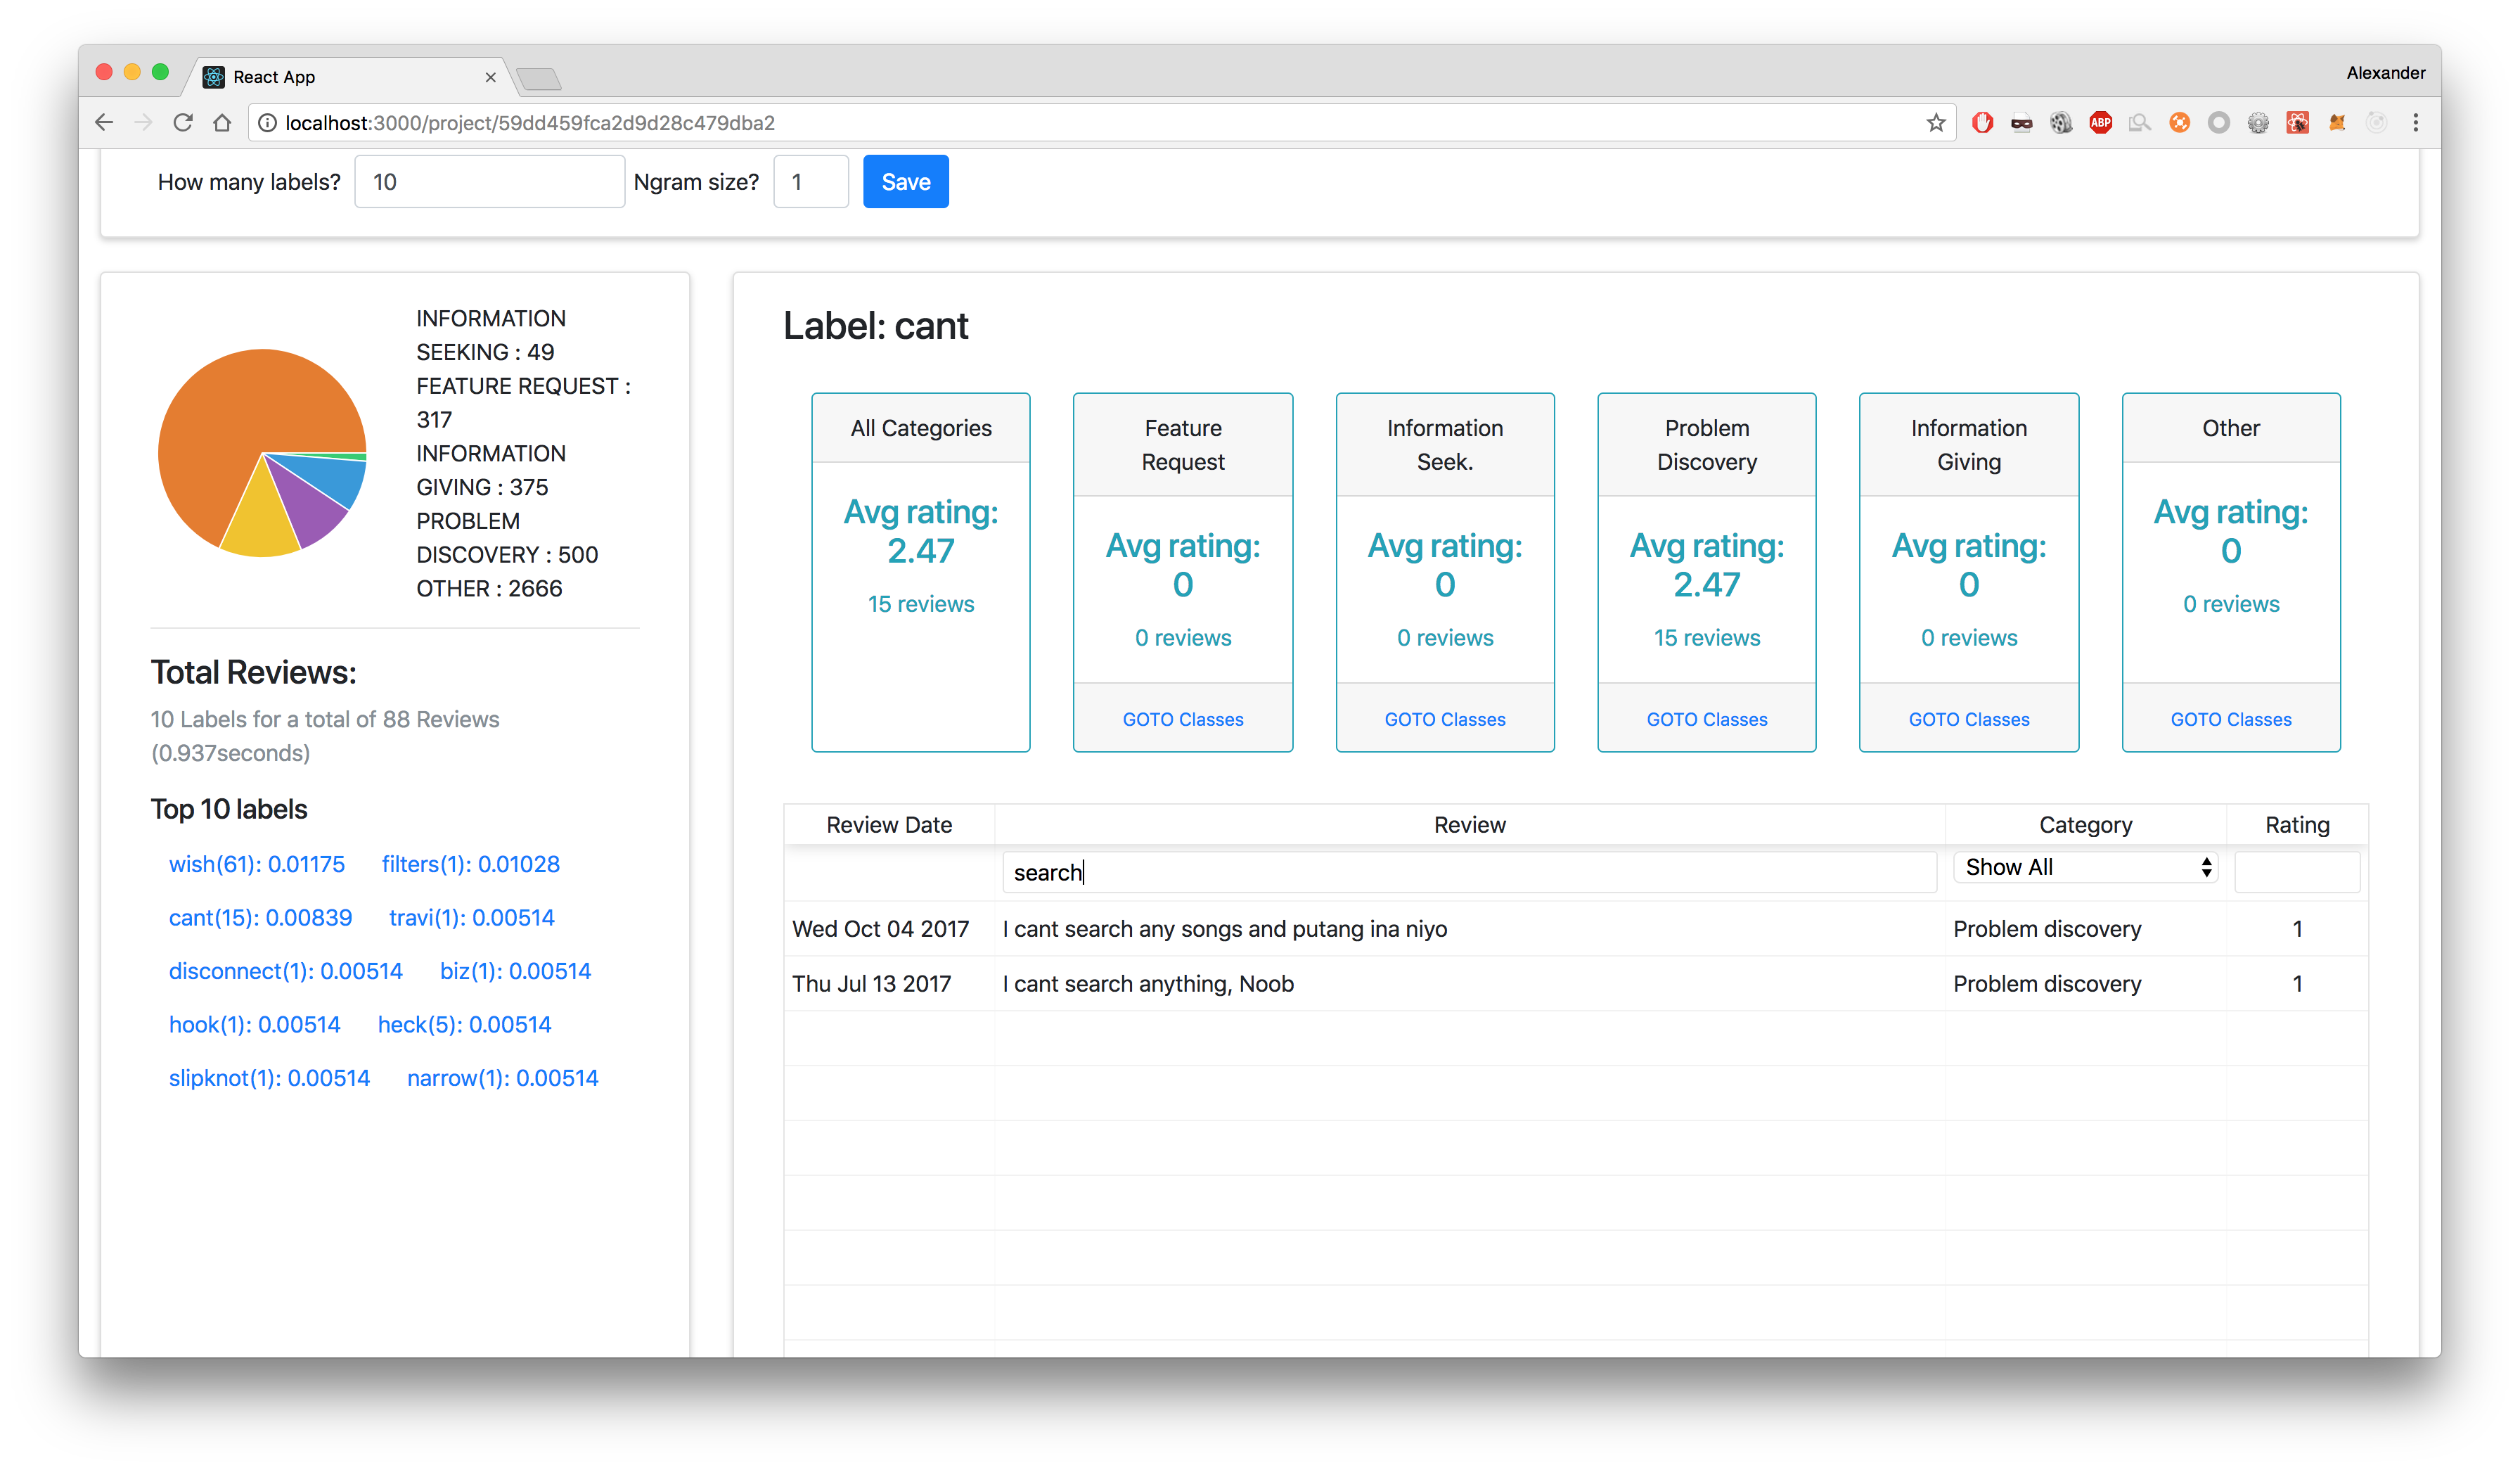 React App
Alexander
localhost:3000/project/59dd459fca2d9d28c479dba2
ABP
How many labels? 10 Ngram size? 1 Save
INFORMATION
SEEKING : 49
FEATURE REQUEST :
317
INFORMATION
GIVING : 375
PROBLEM
DISCOVERY : 500
OTHER : 2666
Total Reviews:
10 Labels for a total of 88 Reviews
(0.937seconds)
Top 10 labels
wish(61): 0.01175 filters(1): 0.01028
cant(15): 0.00839 travi(1): 0.00514
disconnect(1): 0.00514 biz(1): 0.00514
hook(1): 0.00514 heck(5): 0.00514
slipknot(1): 0.00514 narrow(1): 0.00514
Label: cant
All Categories
Avg rating:
2.47
15 reviews
Feature
Request
Avg rating:
0
0 reviews
GOTO Classes
Information
Seek.
Avg rating:
0
0 reviews
GOTO Classes
Problem
Discovery
Avg rating:
2.47
15 reviews
GOTO Classes
Information
Giving
Avg rating:
0
0 reviews
GOTO Classes
Other
Avg rating:
0
0 reviews
GOTO Classes
Review Date Review Category Rating
search Show All
Wed Oct 04 2017 I cant search any songs and putang ina niyo Problem discovery 1
Thu Jul 13 2017 I cant search anything, Noob Problem discovery 1